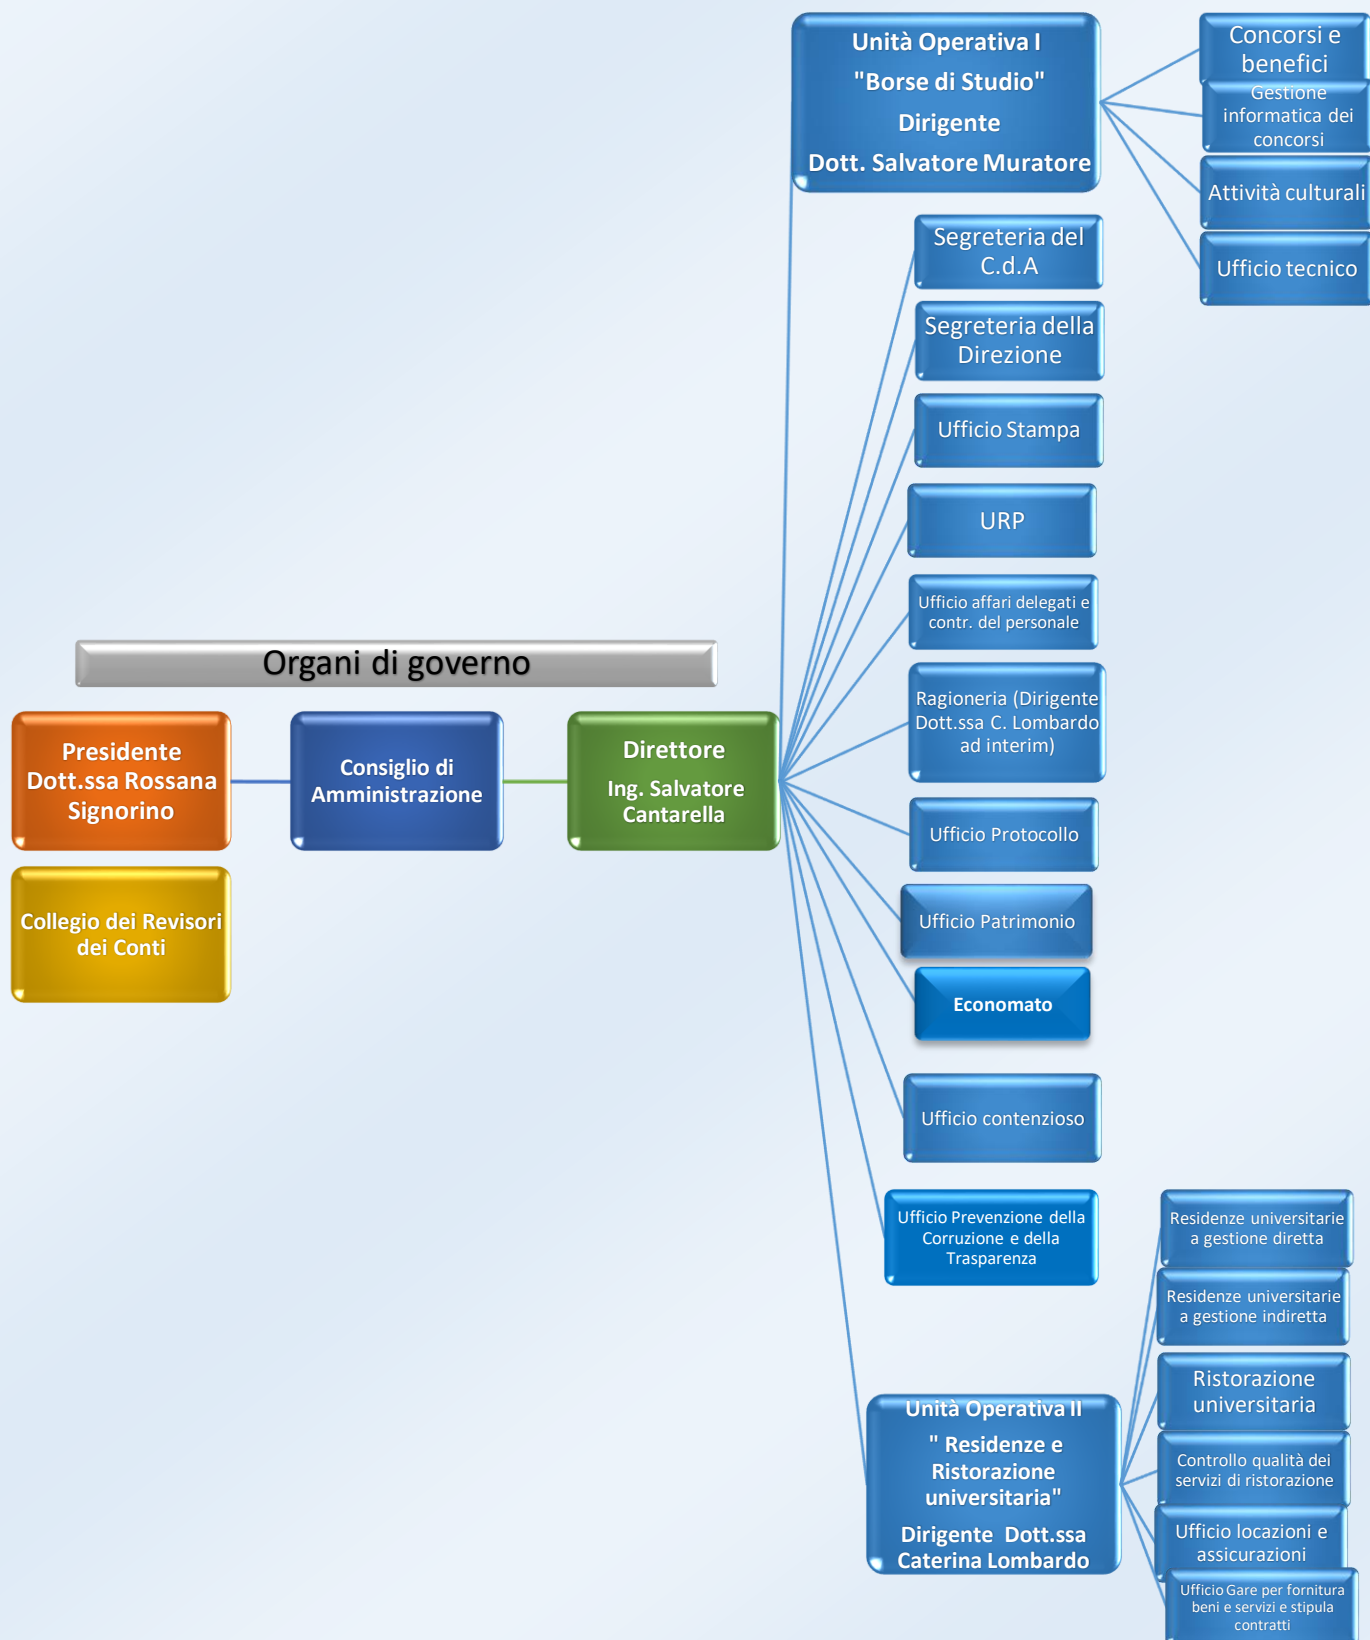 Organi di governo
Presidente
Dott.ssa Rossana
Signorino
Collegio dei Revisori
dei Conti
Consiglio di
Amministrazione
Direttore
Ing. Salvatore
Cantarella
Unità Operativa I
"Borse di Studio"
Dirigente
Dott. Salvatore Muratore
Concorsi e
benefici
Gestione
informatica dei
concorsi
Attività culturali
Ufficio tecnico
Segreteria del
C.d.A
Segreteria della
Direzione
Ufficio Stampa
URP
Ufficio affari delegati e
contr. del personale
Ragioneria (Dirigente
Dott.ssa C. Lombardo
ad interim)
Ufficio Protocollo
Ufficio Patrimonio
Economato
Ufficio contenzioso
Ufficio Prevenzione della
Corruzione e della
Trasparenza
Unità Operativa II
" Residenze e
Ristorazione
universitaria"
Dirigente Dott.ssa
Caterina Lombardo
Residenze universitarie
a gestione diretta
Residenze universitarie
a gestione indiretta
Ristorazione
universitaria
Controllo qualità dei
servizi di ristorazione
Ufficio locazioni e
assicurazioni
Ufficio Gare per fornitura
beni e servizi e stipula
contratti